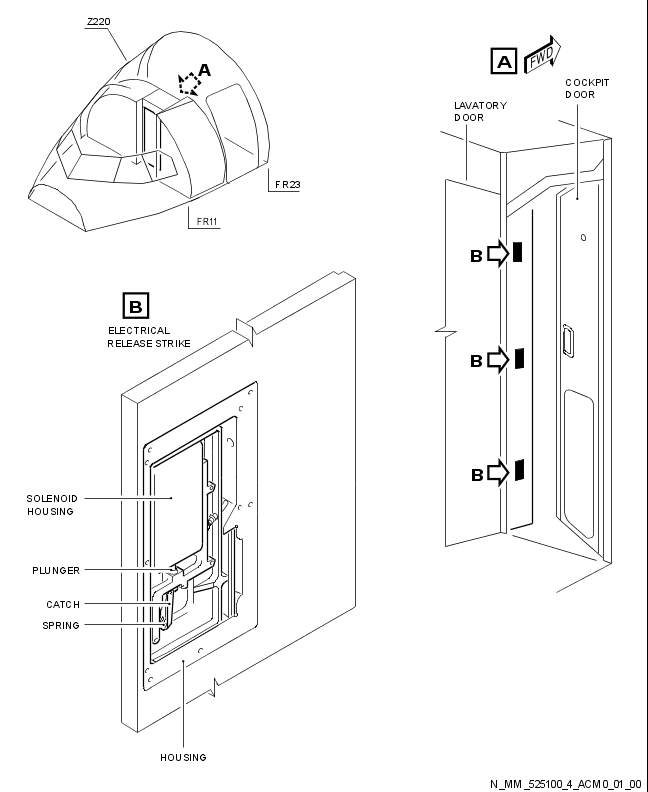 Z220
A
FR23
FR11
A
FWD
COCKPIT
DOOR
LAVATORY
DOOR
B
B
B
B
ELECTRICAL
RELEASE STRIKE
SOLENOID
HOUSING
PLUNGER
CATCH
SPRING
HOUSING
N_MM_525100_4_ACM0_01_00